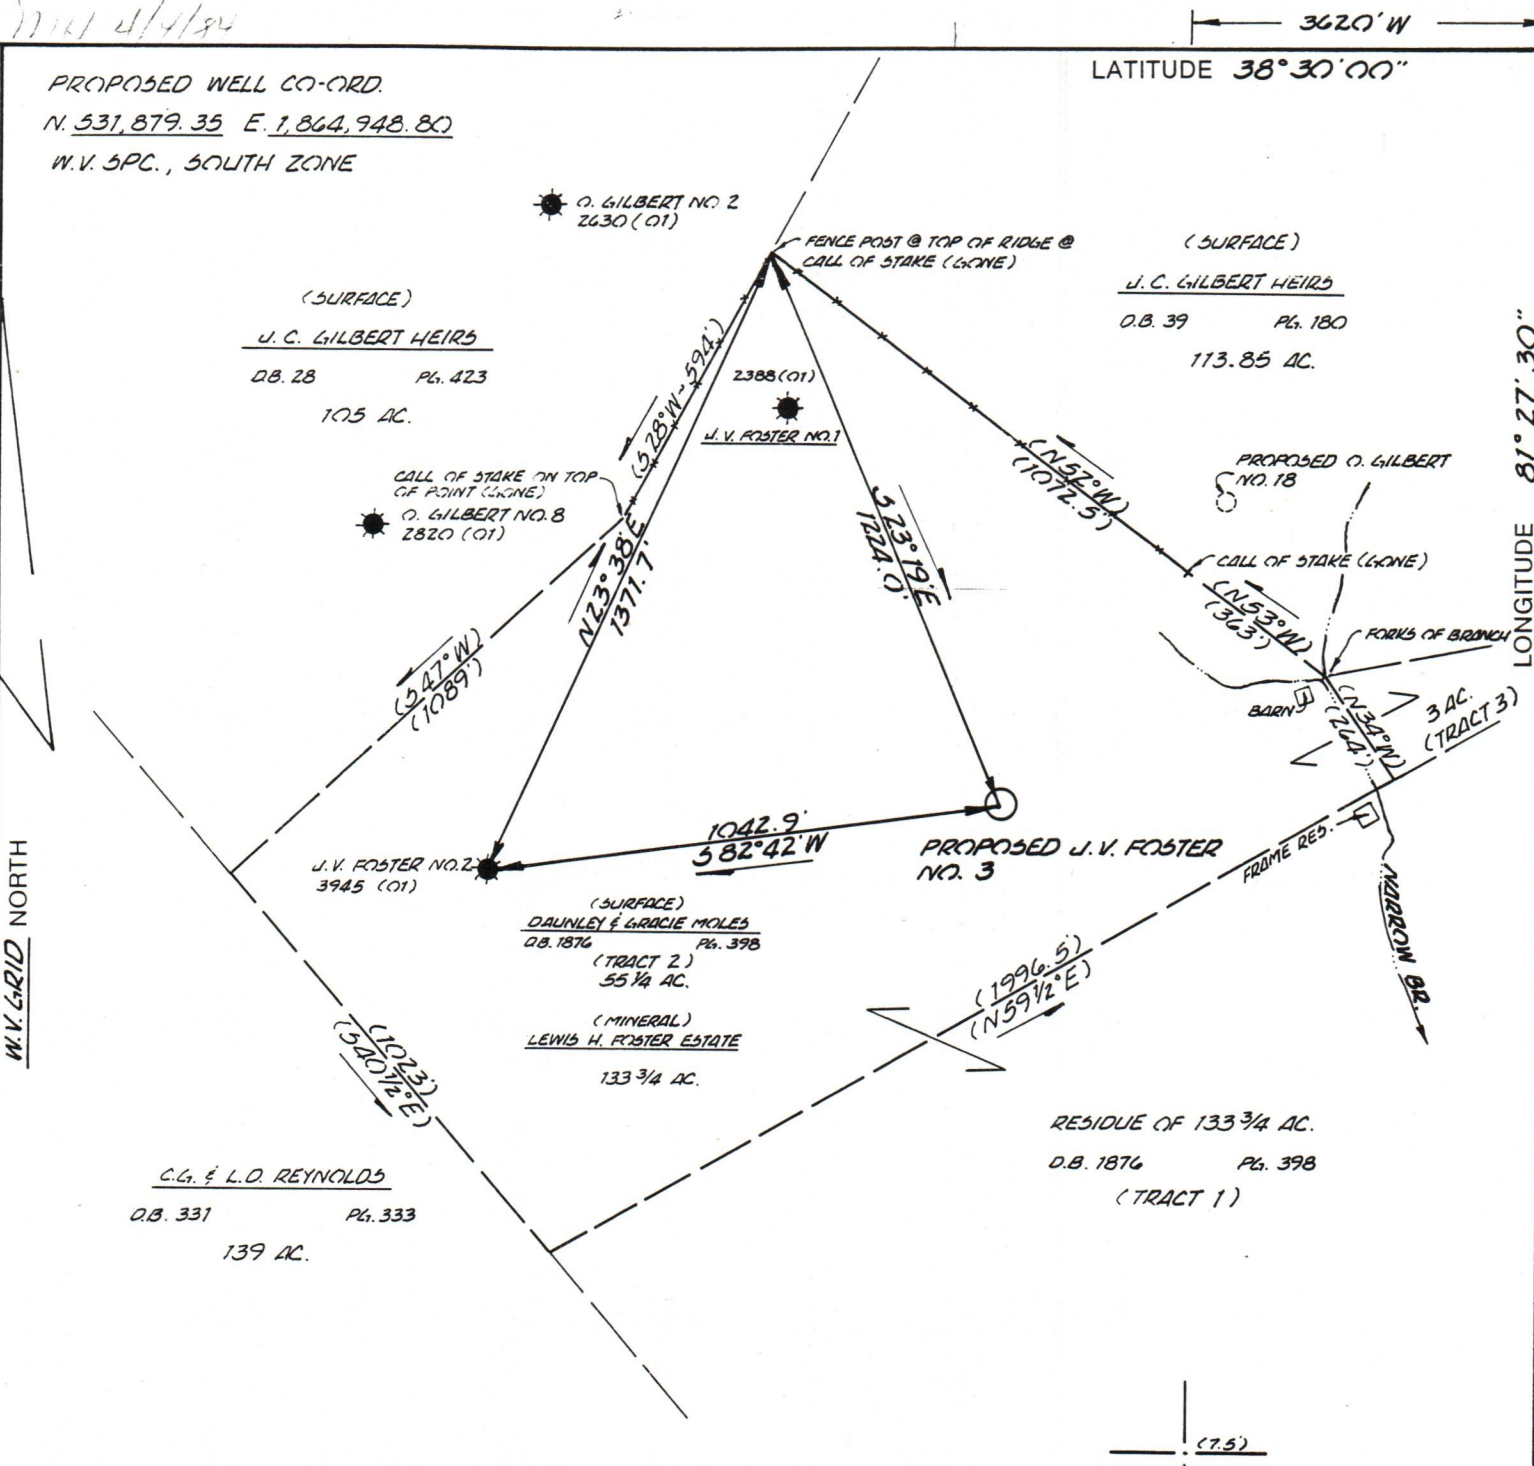 4/4/84
3620' W
LATITUDE 38°30'00"
PROPOSED WELL CO-ORD.
N. 531,879.35 E. 1,864,948.80
W.V. SPC., SOUTH ZONE
O. GILBERT NO. 2
2630 (01)
FENCE POST @ TOP OF RIDGE @
CALL OF STAKE (GONE)
(SURFACE)
J.C. GILBERT HEIRS
D.B. 39 PG. 180
113.85 AC.
(SURFACE)
J.C. GILBERT HEIRS
D.B. 28 PG. 423
105 AC.
LONGITUDE 81° 27' 30"
(S28°W ~ 594')
2388 (01)
J.V. FOSTER NO. 1
(N52°W)
(1072.5')
PROPOSED O. GILBERT
NO. 18
CALL OF STAKE ON TOP
OF POINT (GONE)
O. GILBERT NO. 8
2820 (01)
N23°38'E
1371.7'
S23°19'E
1224.0'
CALL OF STAKE (GONE)
(N53°W)
(363')
FORKS OF BRANCH
(S47°W)
(1089')
BARN
(N34°W)
(264')
3 AC.
(TRACT 3)
1042.9'
S82°42'W
PROPOSED J.V. FOSTER
NO. 3
FRAME RES.
J.V. FOSTER NO. 2
3945 (01)
W.V. GRID NORTH
(SURFACE)
DAUNLEY & GRACIE MOLES
D.B. 1876 PG. 398
(TRACT 2)
55 1/4 AC.
NARROW BR.
(1996.5')
(N59 1/2°E)
(MINERAL)
LEWIS H. FOSTER ESTATE
133 3/4 AC.
(1023')
(S40 1/2°E)
RESIDUE OF 133 3/4 AC.
D.B. 1876 PG. 398
(TRACT 1)
C.G. & L.D. REYNOLDS
D.B. 331 PG. 333
139 AC.
(7.5')